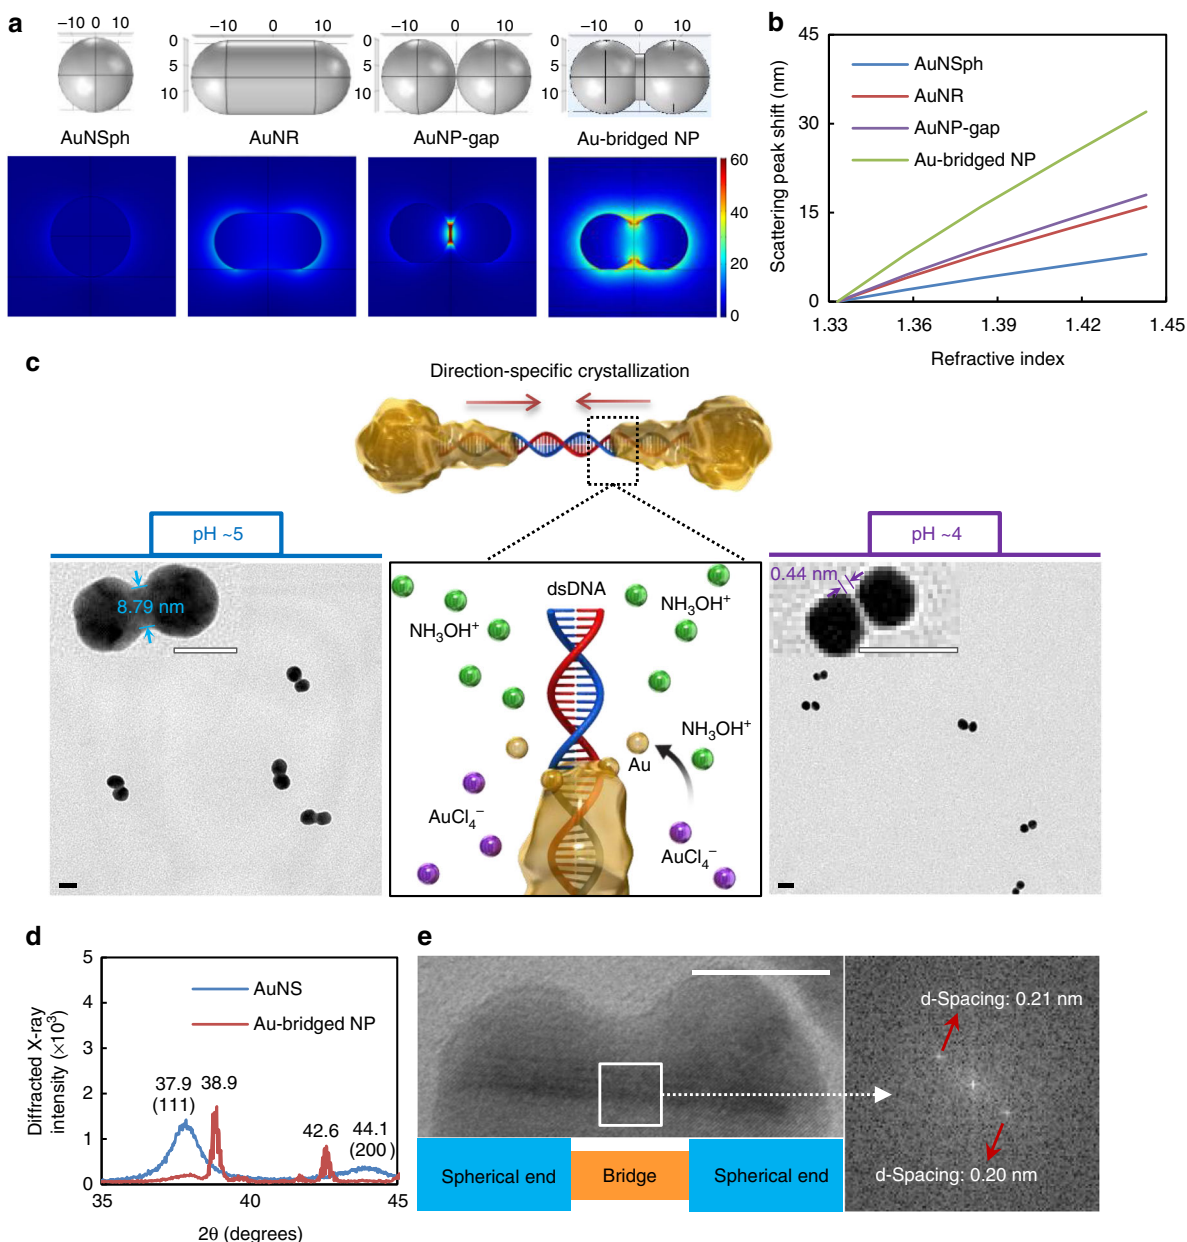 a
−10 0 10
−10 0 10
−10 0 10
−10 0 10
0
5
10
0
5
10
0
5
10
0
5
10
AuNSph
AuNR
AuNP-gap
Au-bridged NP
60
40
20
0
b
Scattering peak shift (nm)
45
30
15
0
AuNSph
AuNR
AuNP-gap
Au-bridged NP
1.33 1.36 1.39 1.42 1.45
Refractive index
c
Direction-specific crystallization
pH ~5
8.79 nm
dsDNA
NH₃OH⁺
NH₃OH⁺
NH₃OH⁺
Au
AuCl₄⁻
AuCl₄⁻
pH ~4
0.44 nm
d
Diffracted X-ray
intensity (×10³)
5
4
3
2
1
0
AuNS
Au-bridged NP
37.9
(111)
38.9
42.6
44.1
(200)
35 40 45
2θ (degrees)
e
Spherical end
Bridge
Spherical end
d-Spacing: 0.21 nm
d-Spacing: 0.20 nm